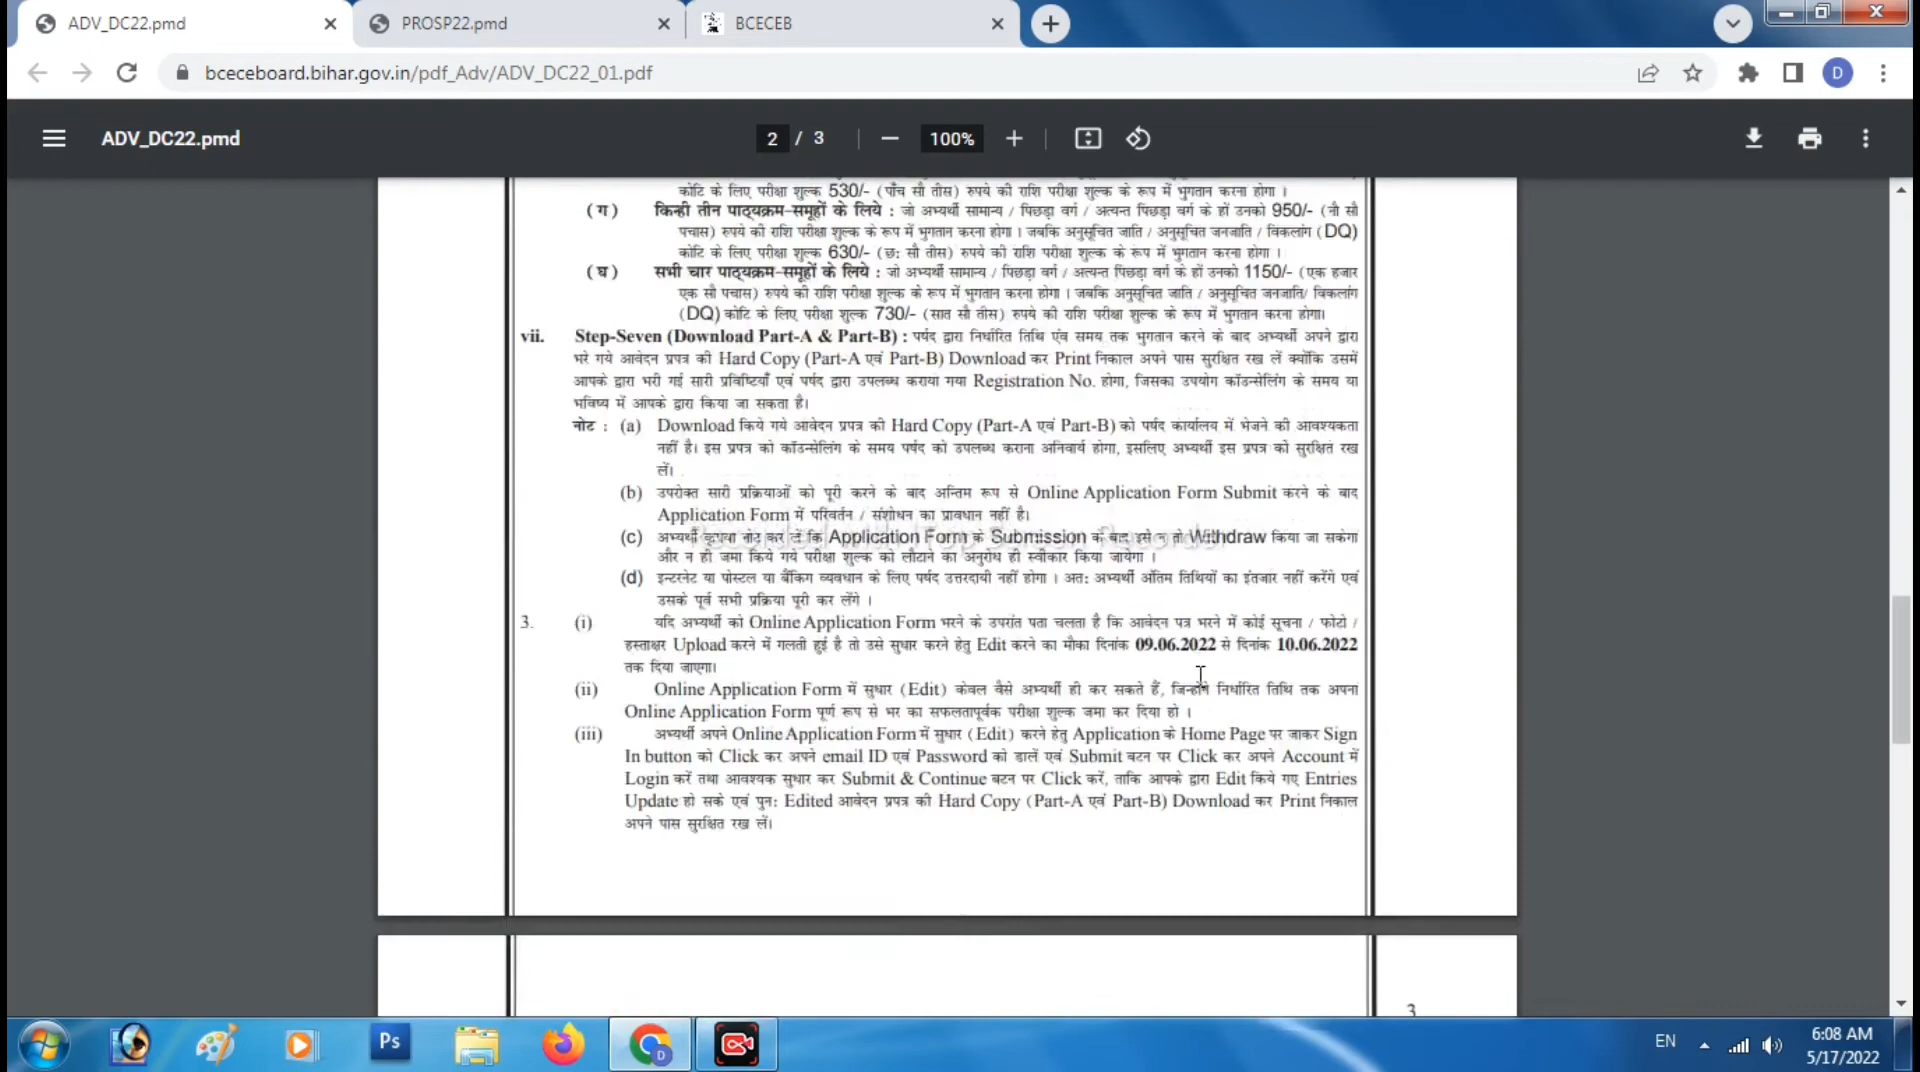 ADV_DC22.pmd
PROSP22.pmd
BCECEB
bceceboard.bihar.gov.in/pdf_Adv/ADV_DC22_01.pdf
D
ADV_DC22.pmd
2 / 3
100%
कोटि के लिए परीक्षा शुल्क 530/- (पाँच सौ तीस) रुपये की राशि परीक्षा शुल्क के रूप में भुगतान करना होगा ।
(ग) किन्ही तीन पाठ्यक्रम-समूहों के लिये : जो अभ्यर्थी सामान्य / पिछड़ा वर्ग / अत्यन्त पिछड़ा वर्ग के हों उनको 950/- (नौ सौ
पचास) रुपये की राशि परीक्षा शुल्क के रूप में भुगतान करना होगा । जबकि अनुसूचित जाति / अनुसूचित जनजाति / विकलांग (DQ)
कोटि के लिए परीक्षा शुल्क 630/- (छः सौ तीस) रुपये की राशि परीक्षा शुल्क के रूप में भुगतान करना होगा ।
(घ) सभी चार पाठ्यक्रम-समूहों के लिये : जो अभ्यर्थी सामान्य / पिछड़ा वर्ग / अत्यन्त पिछड़ा वर्ग के हों उनको 1150/- (एक हजार
एक सौ पचास) रुपये की राशि परीक्षा शुल्क के रूप में भुगतान करना होगा । जबकि अनुसूचित जाति / अनुसूचित जनजाति/ विकलांग
(DQ) कोटि के लिए परीक्षा शुल्क 730/- (सात सौ तीस) रुपये की राशि परीक्षा शुल्क के रूप में भुगतान करना होगा।
vii. Step-Seven (Download Part-A & Part-B) : पर्षद द्वारा निर्धारित तिथि एंव समय तक भुगतान करने के बाद अभ्यर्थी अपने द्वारा
भरे गये आवेदन प्रपत्र की Hard Copy (Part-A एवं Part-B) Download कर Print निकाल अपने पास सुरक्षित रख लें क्योंकि उसमें
आपके द्वारा भरी गई सारी प्रविष्टियाँ एवं पर्षद द्वारा उपलब्ध कराया गया Registration No. होगा, जिसका उपयोग कॉउन्सेलिंग के समय या
भविष्य में आपके द्वारा किया जा सकता है।
नोट : (a) Download किये गये आवेदन प्रपत्र की Hard Copy (Part-A एवं Part-B) को पर्षद कार्यालय में भेजने की आवश्यकता
नहीं है। इस प्रपत्र को कॉउन्सेलिंग के समय पर्षद को उपलब्ध कराना अनिवार्य होगा, इसलिए अभ्यर्थी इस प्रपत्र को सुरक्षित रख
लें।
(b) उपरोक्त सारी प्रक्रियाओं को पूरी करने के बाद अन्तिम रूप से Online Application Form Submit करने के बाद
Application Form में परिवर्तन / संशोधन का प्रावधान नहीं है।
(c) अभ्यर्थी कृपया नोट कर लें कि Application Form के Submission के बाद इसे न तो Withdraw किया जा सकेगा
और न ही जमा किये गये परीक्षा शुल्क को लौटाने का अनुरोध ही स्वीकार किया जायेगा ।
(d) इन्टरनेट या पोस्टल या बैंकिग व्यवधान के लिए पर्षद उत्तरदायी नहीं होगा । अतः अभ्यर्थी अंतिम तिथियों का इंतजार नहीं करेंगे एवं
उसके पूर्व सभी प्रक्रिया पूरी कर लेंगे ।
3. (i) यदि अभ्यर्थी को Online Application Form भरने के उपरांत पता चलता है कि आवेदन पत्र भरने में कोई सूचना / फोटो /
हस्ताक्षर Upload करने में गलती हुई है तो उसे सुधार करने हेतु Edit करने का मौका दिनांक 09.06.2022 से दिनांक 10.06.2022
तक दिया जाएगा।
(ii) Online Application Form में सुधार (Edit) केवल वैसे अभ्यर्थी ही कर सकते हैं, जिन्होंने निर्धारित तिथि तक अपना
Online Application Form पूर्ण रूप से भर का सफलतापूर्वक परीक्षा शुल्क जमा कर दिया हो ।
(iii) अभ्यर्थी अपने Online Application Form में सुधार (Edit) करने हेतु Application के Home Page पर जाकर Sign
In button को Click कर अपने email ID एवं Password को डालें एवं Submit बटन पर Click कर अपने Account में
Login करें तथा आवश्यक सुधार कर Submit & Continue बटन पर Click करें, ताकि आपके द्वारा Edit किये गए Entries
Update हो सके एवं पुनः Edited आवेदन प्रपत्र की Hard Copy (Part-A एवं Part-B) Download कर Print निकाल
अपने पास सुरक्षित रख लें।
3
Ps
D
EN
6:08 AM
5/17/2022